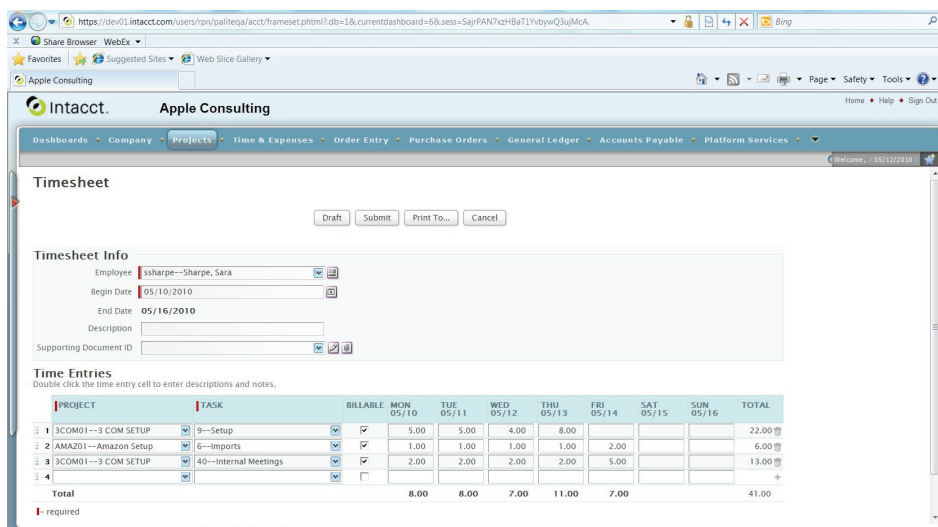 https://dev01.intacct.com/users/rpn/paliteqa/acct/frameset.phtml?.db=1&.currentdashboard=6&.sess=SajrPAN7xzHBaT1YvbywQ3ujMcA.
Bing
X Share Browser WebEx
Favorites Suggested Sites Web Slice Gallery
Apple Consulting Page Safety Tools
Intacct. Apple Consulting Home Help Sign Out
Dashboards Company Projects Time & Expenses Order Entry Purchase Orders General Ledger Accounts Payable Platform Services
Welcome, 05/12/2010
Timesheet
Draft Submit Print To... Cancel
Timesheet Info
Employee ssharpe--Sharpe, Sara
Begin Date 05/10/2010
End Date 05/16/2010
Description
Supporting Document ID
Time Entries
Double click the time entry cell to enter descriptions and notes.
PROJECT TASK BILLABLE MON 05/10 TUE 05/11 WED 05/12 THU 05/13 FRI 05/14 SAT 05/15 SUN 05/16 TOTAL
1 3COM01--3 COM SETUP 9--Setup 5.00 5.00 4.00 8.00 22.00
2 AMAZ01--Amazon Setup 6--Imports 1.00 1.00 1.00 1.00 2.00 6.00
3 3COM01--3 COM SETUP 40--Internal Meetings 2.00 2.00 2.00 2.00 5.00 13.00
4
Total 8.00 8.00 7.00 11.00 7.00 41.00
- required